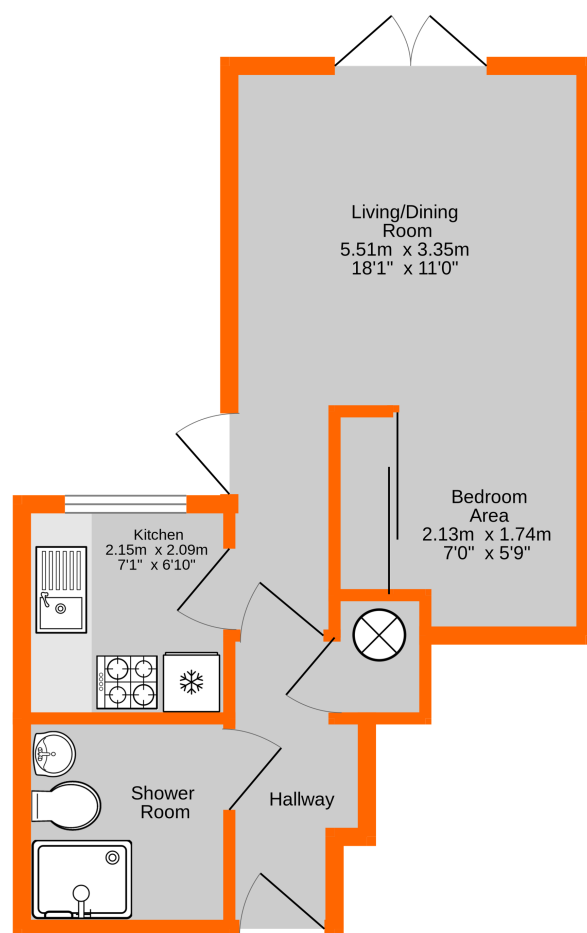 Living/Dining
Room
5.51m x 3.35m
18'1" x 11'0"
Bedroom
Area
2.13m x 1.74m
7'0" x 5'9"
Kitchen
2.15m x 2.09m
7'1" x 6'10"
Shower
Room
Hallway